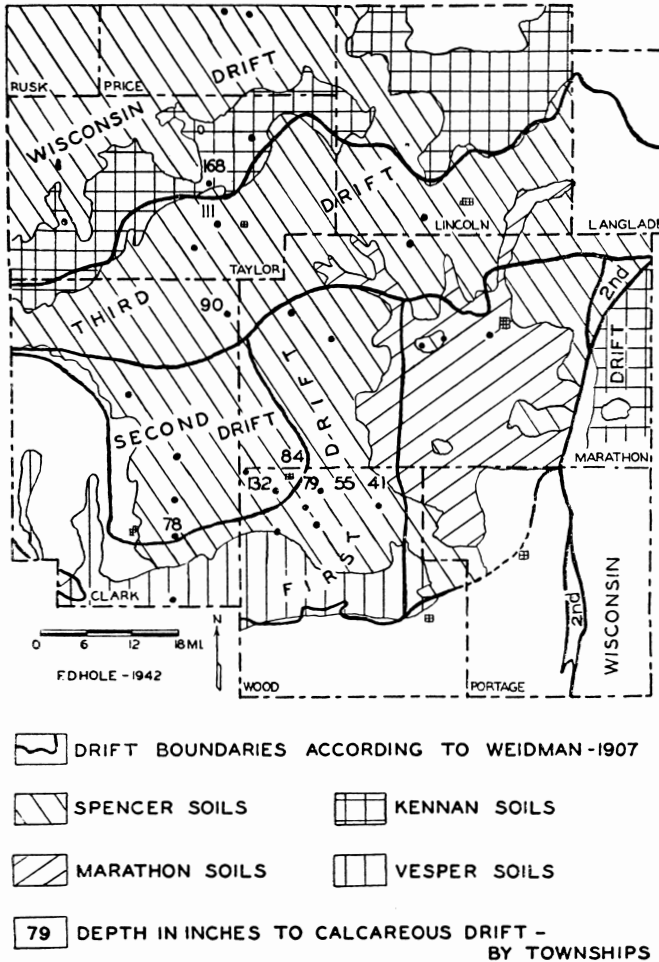 DRIFT
RUSK
PRICE
WISCONSIN
168
111
DRIFT
LINCOLN
LANGLADE
TAYLOR
2nd
THIRD
90
DRIFT
DRIFT
SECOND DRIFT
84
MARATHON
132
79
55
41
78
FIRST
CLARK
2nd
WISCONSIN
N
0 6 12 18 MI.
F.D HOLE - 1942
WOOD
PORTAGE
DRIFT BOUNDARIES ACCORDING TO WEIDMAN - 1907
SPENCER SOILS
KENNAN SOILS
MARATHON SOILS
VESPER SOILS
79 DEPTH IN INCHES TO CALCAREOUS DRIFT -
BY TOWNSHIPS